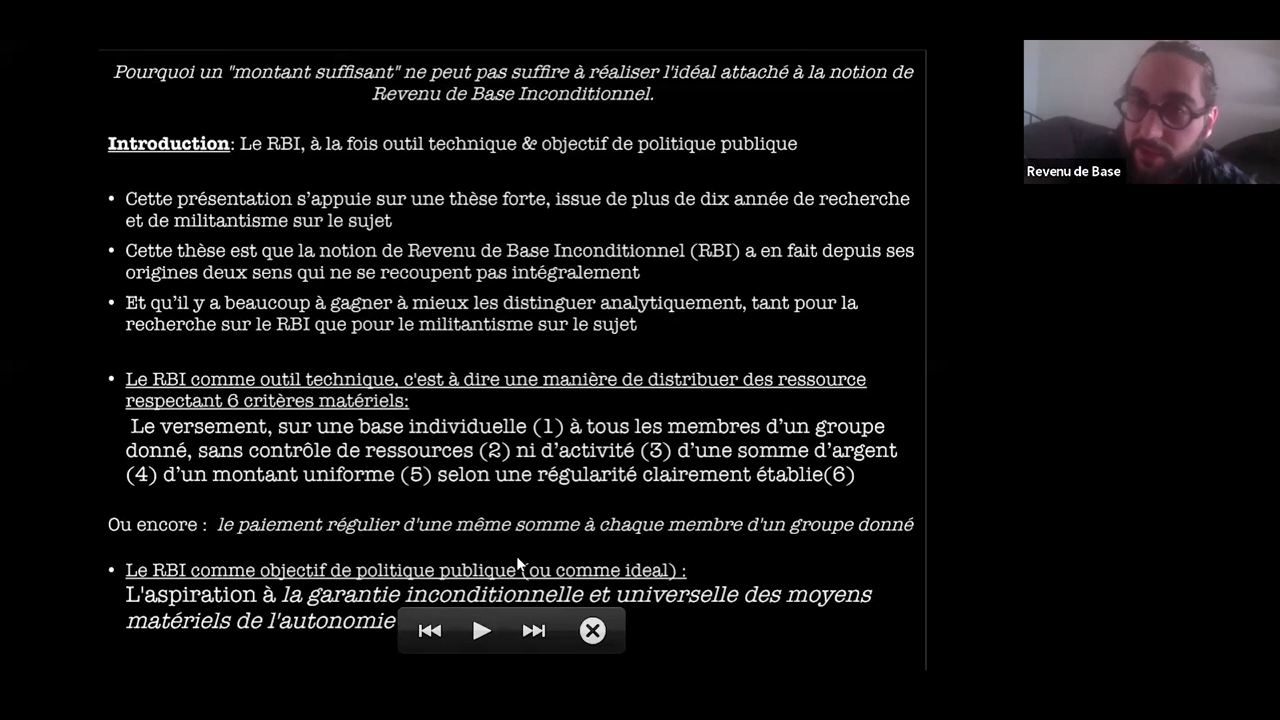 Pourquoi un "montant suffisant" ne peut pas suffire à réaliser l'idéal attaché à la notion de
Revenu de Base Inconditionnel.
Introduction: Le RBI, à la fois outil technique & objectif de politique publique
• Cette présentation s’appuie sur une thèse forte, issue de plus de dix année de recherche
et de militantisme sur le sujet
• Cette thèse est que la notion de Revenu de Base Inconditionnel (RBI) a en fait depuis ses
origines deux sens qui ne se recoupent pas intégralement
• Et qu’il y a beaucoup à gagner à mieux les distinguer analytiquement, tant pour la
recherche sur le RBI que pour le militantisme sur le sujet
• Le RBI comme outil technique, c'est à dire une manière de distribuer des ressource
respectant 6 critères matériels:
Le versement, sur une base individuelle (1) à tous les membres d’un groupe
donné, sans contrôle de ressources (2) ni d’activité (3) d’une somme d’argent
(4) d’un montant uniforme (5) selon une régularité clairement établie(6)
Ou encore : le paiement régulier d'une même somme à chaque membre d'un groupe donné
• Le RBI comme objectif de politique publique (ou comme ideal) :
L'aspiration à la garantie inconditionnelle et universelle des moyens
matériels de l'autonomie
Revenu de Base